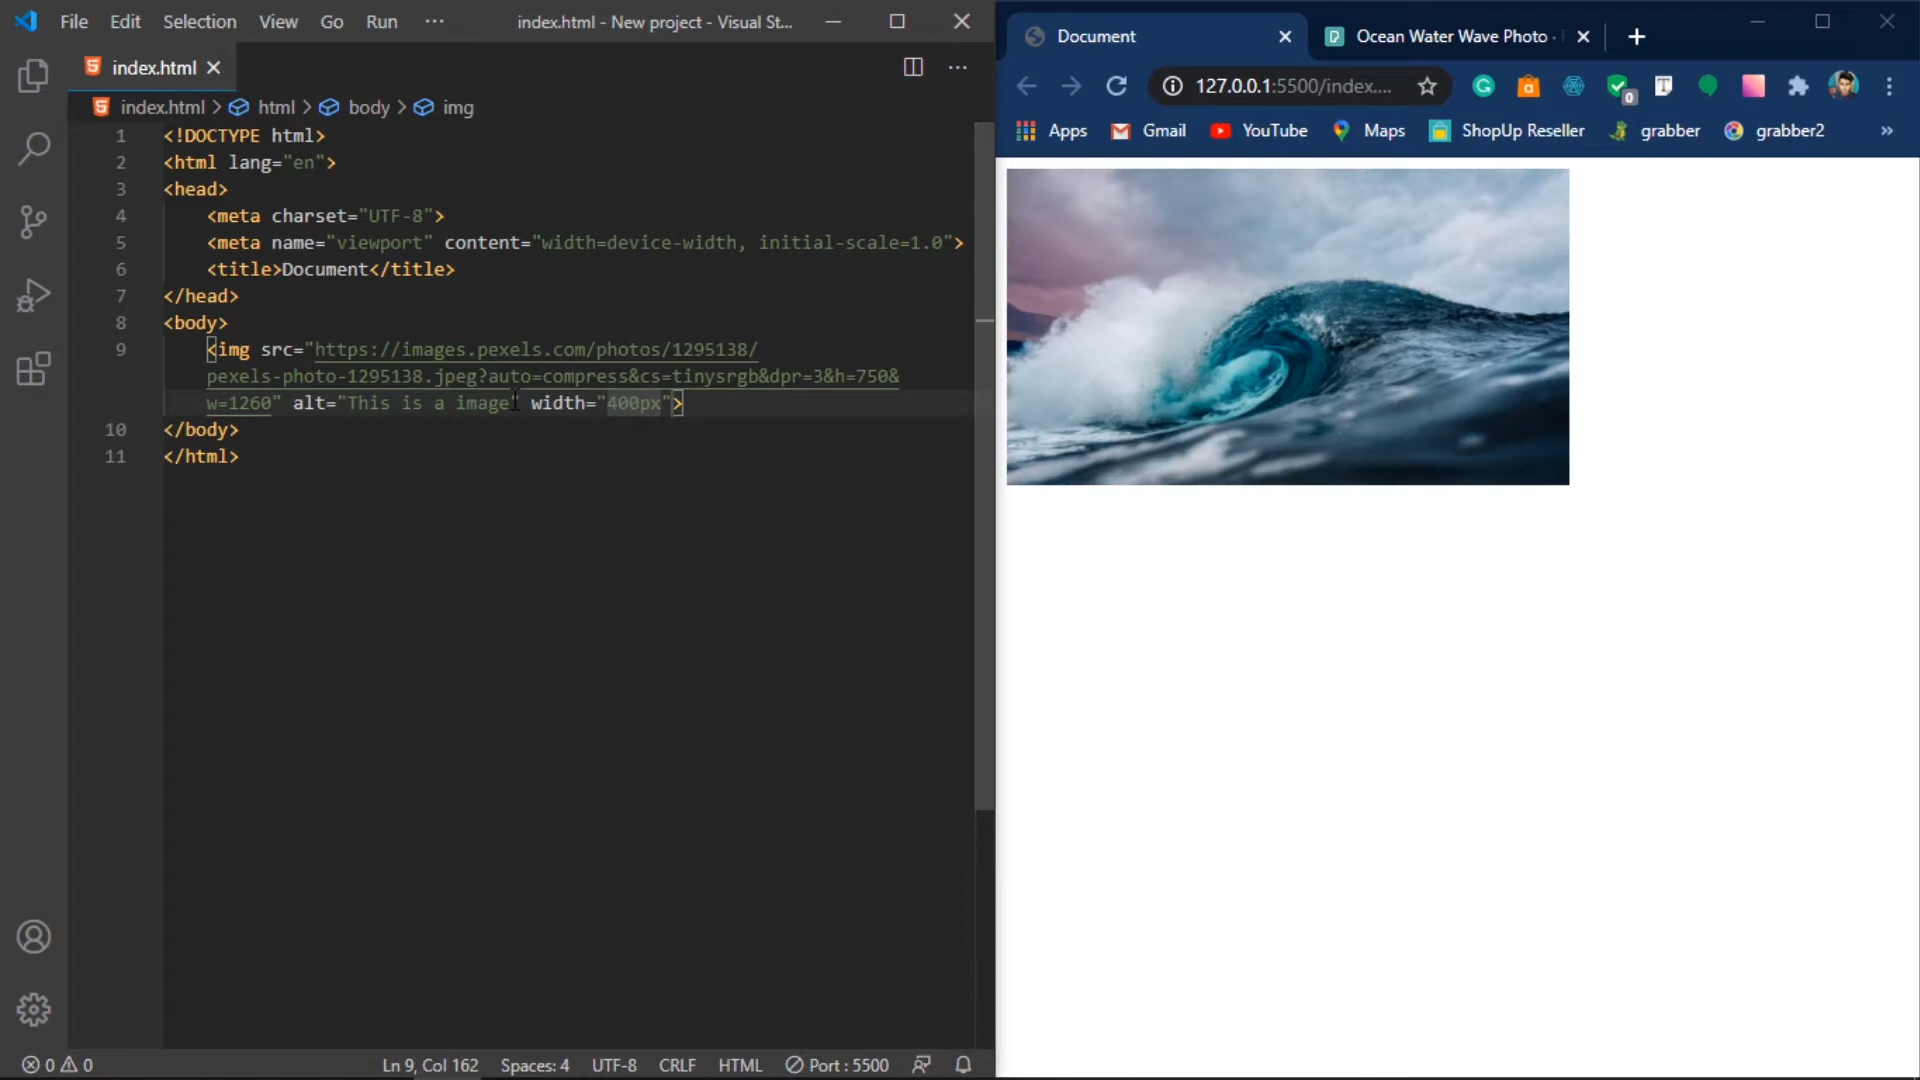 File Edit Selection View Go Run ··· index.html - New project - Visual St...
index.html
index.html > html > body > img
1 <!DOCTYPE html>
2 <html lang="en">
3 <head>
4 <meta charset="UTF-8">
5 <meta name="viewport" content="width=device-width, initial-scale=1.0">
6 <title>Document</title>
7 </head>
8 <body>
9 <img src="https://images.pexels.com/photos/1295138/
pexels-photo-1295138.jpeg?auto=compress&cs=tinysrgb&dpr=3&h=750&
w=1260" alt="This is a image" width="400px">
10 </body>
11 </html>
0 0 Ln 9, Col 162 Spaces: 4 UTF-8 CRLF HTML Port : 5500
Document Ocean Water Wave Photo ·
127.0.0.1:5500/index.... 0
Apps Gmail YouTube Maps ShopUp Reseller grabber grabber2 »